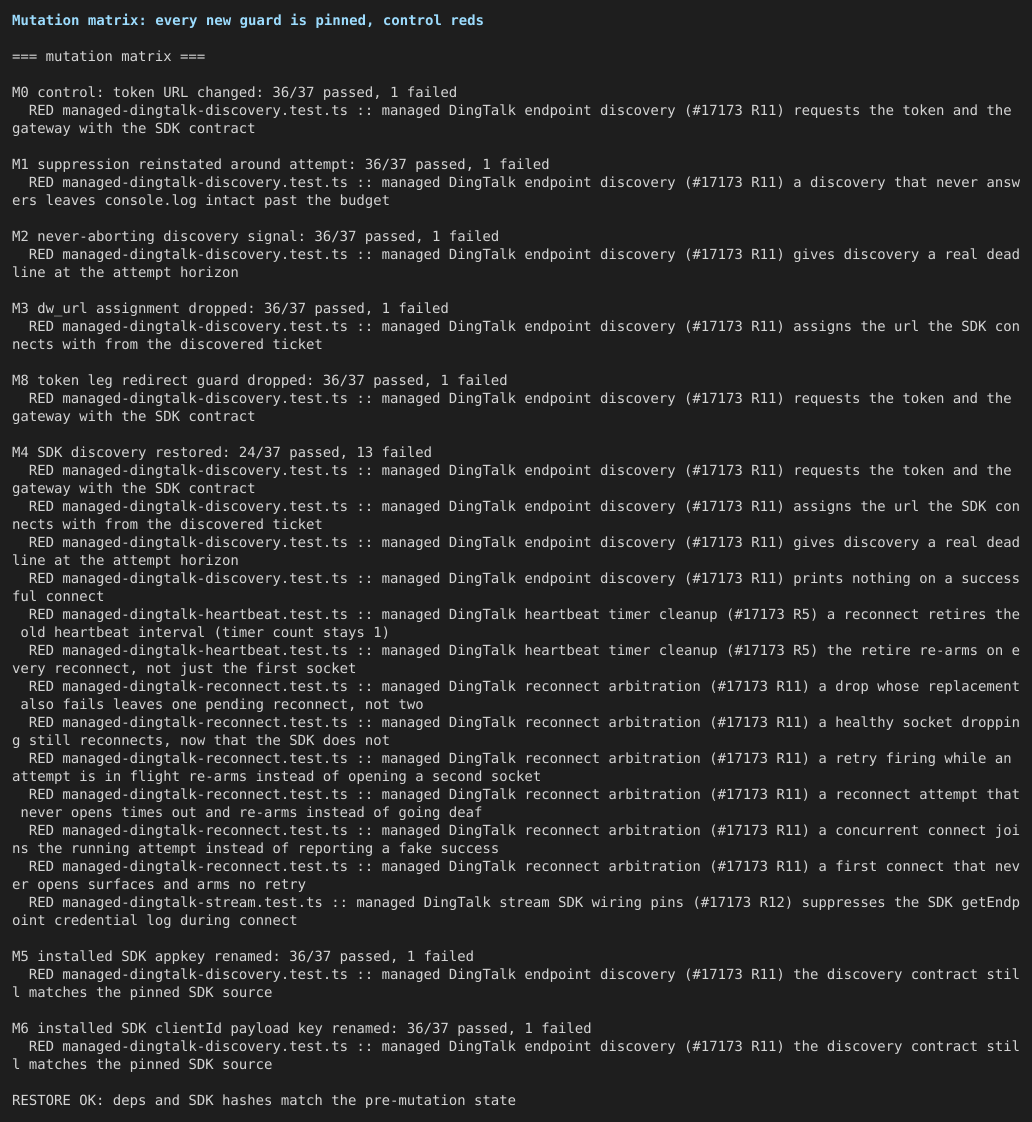 Mutation matrix: every new guard is pinned, control reds
=== mutation matrix ===
M0 control: token URL changed: 36/37 passed, 1 failed
RED managed-dingtalk-discovery.test.ts :: managed DingTalk endpoint discovery (#17173 R11) requests the token and the
gateway with the SDK contract
M1 suppression reinstated around attempt: 36/37 passed, 1 failed
RED managed-dingtalk-discovery.test.ts :: managed DingTalk endpoint discovery (#17173 R11) a discovery that never answ
ers leaves console.log intact past the budget
M2 never-aborting discovery signal: 36/37 passed, 1 failed
RED managed-dingtalk-discovery.test.ts :: managed DingTalk endpoint discovery (#17173 R11) gives discovery a real dead
line at the attempt horizon
M3 dw_url assignment dropped: 36/37 passed, 1 failed
RED managed-dingtalk-discovery.test.ts :: managed DingTalk endpoint discovery (#17173 R11) assigns the url the SDK con
nects with from the discovered ticket
M8 token leg redirect guard dropped: 36/37 passed, 1 failed
RED managed-dingtalk-discovery.test.ts :: managed DingTalk endpoint discovery (#17173 R11) requests the token and the
gateway with the SDK contract
M4 SDK discovery restored: 24/37 passed, 13 failed
RED managed-dingtalk-discovery.test.ts :: managed DingTalk endpoint discovery (#17173 R11) requests the token and the
gateway with the SDK contract
RED managed-dingtalk-discovery.test.ts :: managed DingTalk endpoint discovery (#17173 R11) assigns the url the SDK con
nects with from the discovered ticket
RED managed-dingtalk-discovery.test.ts :: managed DingTalk endpoint discovery (#17173 R11) gives discovery a real dead
line at the attempt horizon
RED managed-dingtalk-discovery.test.ts :: managed DingTalk endpoint discovery (#17173 R11) prints nothing on a success
ful connect
RED managed-dingtalk-heartbeat.test.ts :: managed DingTalk heartbeat timer cleanup (#17173 R5) a reconnect retires the
old heartbeat interval (timer count stays 1)
RED managed-dingtalk-heartbeat.test.ts :: managed DingTalk heartbeat timer cleanup (#17173 R5) the retire re-arms on e
very reconnect, not just the first socket
RED managed-dingtalk-reconnect.test.ts :: managed DingTalk reconnect arbitration (#17173 R11) a drop whose replacement
also fails leaves one pending reconnect, not two
RED managed-dingtalk-reconnect.test.ts :: managed DingTalk reconnect arbitration (#17173 R11) a healthy socket droppin
g still reconnects, now that the SDK does not
RED managed-dingtalk-reconnect.test.ts :: managed DingTalk reconnect arbitration (#17173 R11) a retry firing while an
attempt is in flight re-arms instead of opening a second socket
RED managed-dingtalk-reconnect.test.ts :: managed DingTalk reconnect arbitration (#17173 R11) a reconnect attempt that
never opens times out and re-arms instead of going deaf
RED managed-dingtalk-reconnect.test.ts :: managed DingTalk reconnect arbitration (#17173 R11) a concurrent connect joi
ns the running attempt instead of reporting a fake success
RED managed-dingtalk-reconnect.test.ts :: managed DingTalk reconnect arbitration (#17173 R11) a first connect that nev
er opens surfaces and arms no retry
RED managed-dingtalk-stream.test.ts :: managed DingTalk stream SDK wiring pins (#17173 R12) suppresses the SDK getEndp
oint credential log during connect
M5 installed SDK appkey renamed: 36/37 passed, 1 failed
RED managed-dingtalk-discovery.test.ts :: managed DingTalk endpoint discovery (#17173 R11) the discovery contract stil
l matches the pinned SDK source
M6 installed SDK clientId payload key renamed: 36/37 passed, 1 failed
RED managed-dingtalk-discovery.test.ts :: managed DingTalk endpoint discovery (#17173 R11) the discovery contract stil
l matches the pinned SDK source
RESTORE OK: deps and SDK hashes match the pre-mutation state